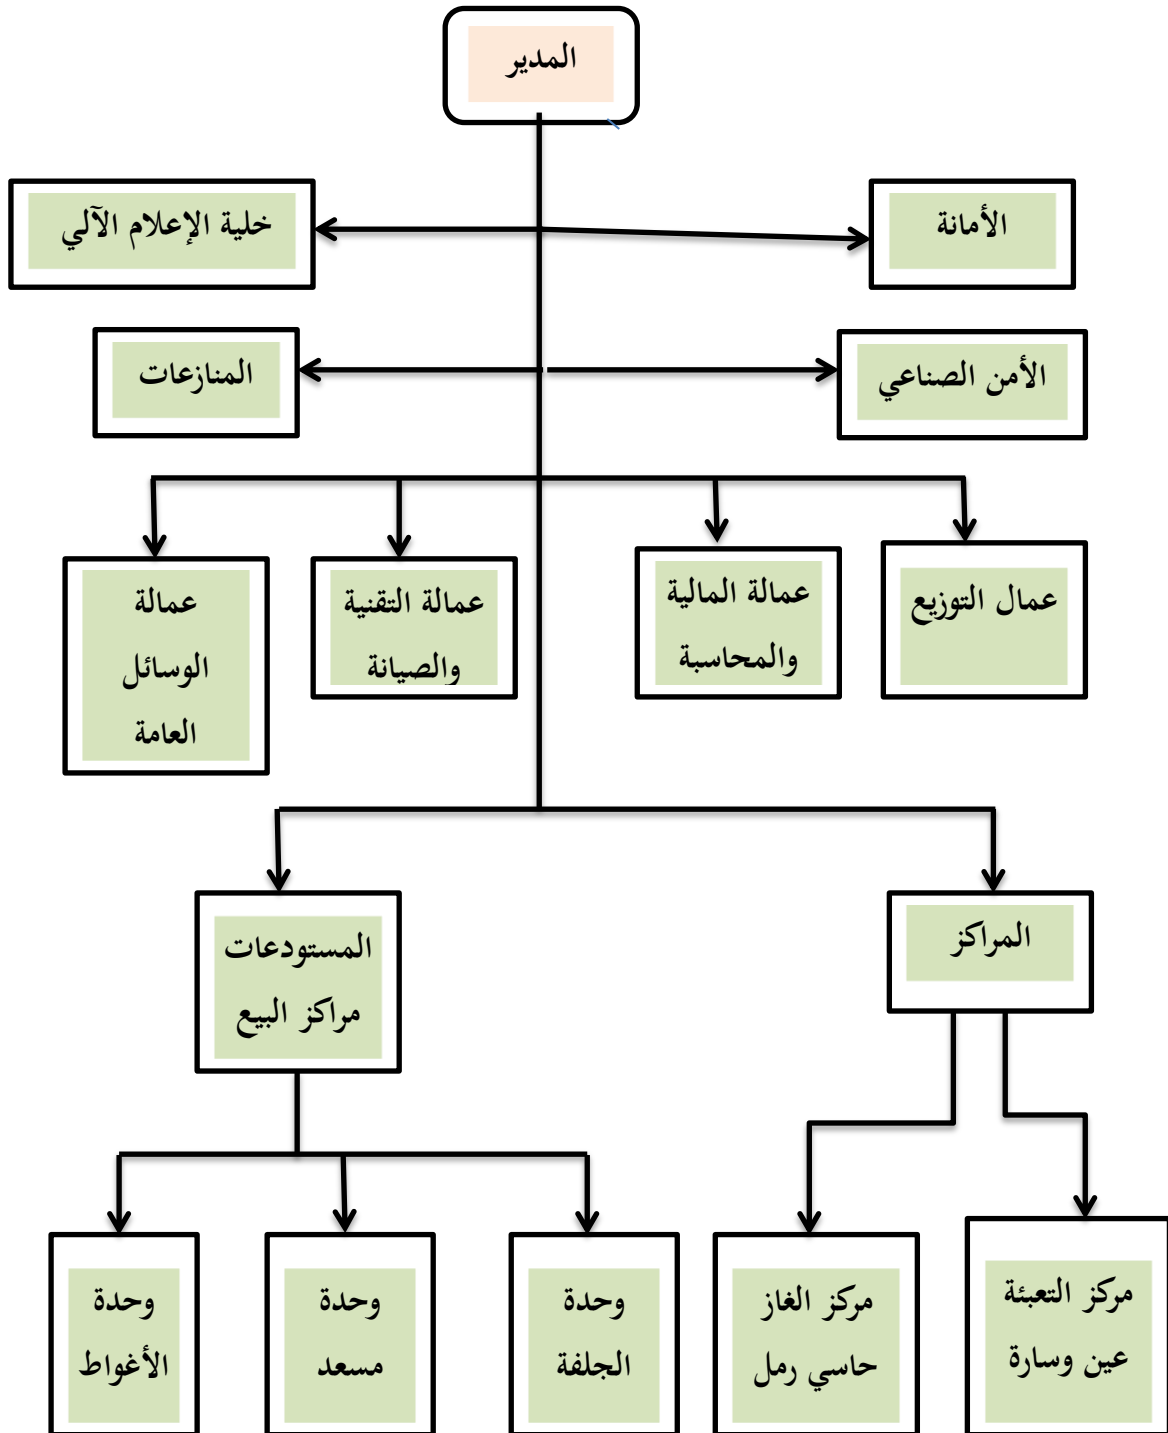 المدير
الأمانة
خلية الإعلام الآلي
الأمن الصناعي
المنازعات
عمال التوزيع
عمالة المالية
والمحاسبة
عمالة التقنية
والصيانة
عمالة
الوسائل
العامة
المراكز
المستودعات
مراكز البيع
مركز التعبئة
عين وسارة
مركز الغاز
حاسي رمل
وحدة
الجلفة
وحدة
مسعد
وحدة
الأغواط